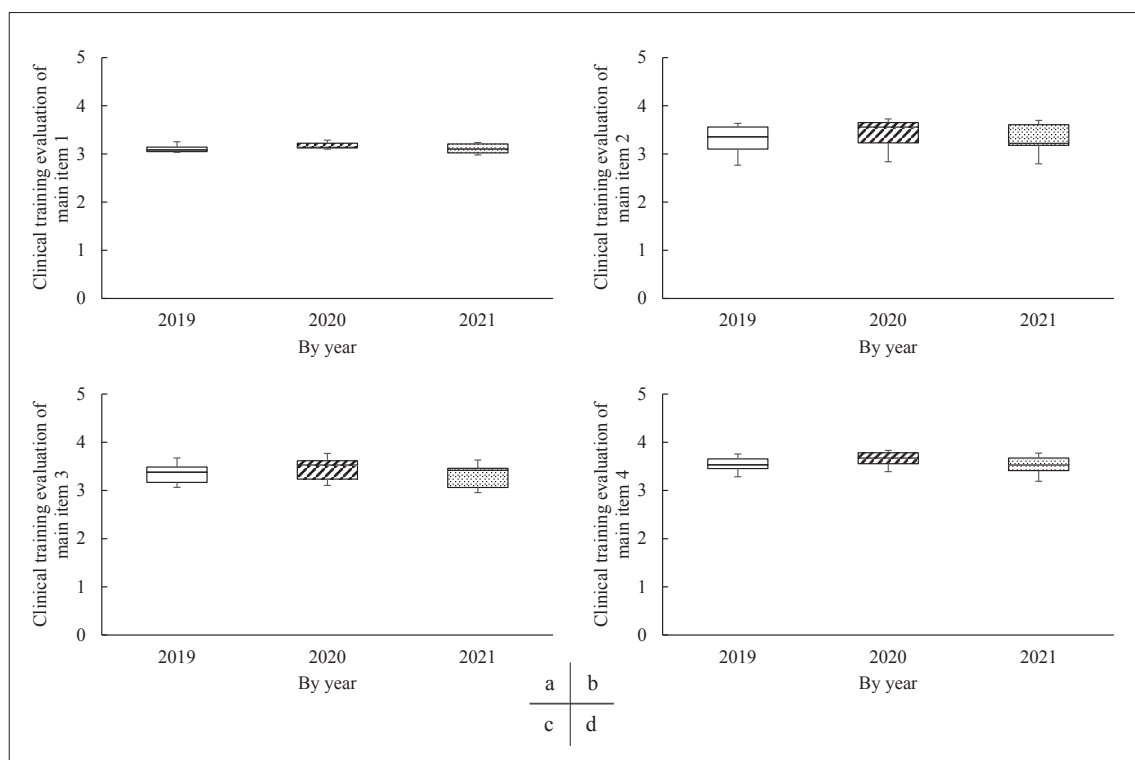 Clinical training evaluation of
main item 1
5
4
3
2
1
0
2019 2020 2021
By year
Clinical training evaluation of
main item 2
5
4
3
2
1
0
2019 2020 2021
By year
Clinical training evaluation of
main item 3
5
4
3
2
1
0
2019 2020 2021
By year
Clinical training evaluation of
main item 4
5
4
3
2
1
0
2019 2020 2021
By year
a b
c d